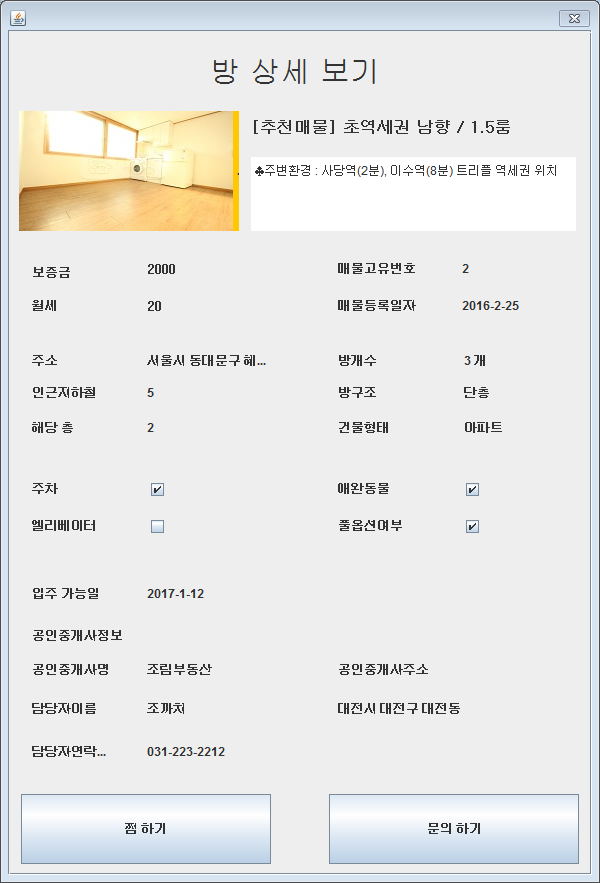 방 상세 보기
[추천매물] 초역세권 남향 / 1.5룸
♣주변환경 : 사당역(2분), 이수역(8분) 트리플 역세권 위치
보증금 2000 매물고유번호 2
월세 20 매물등록일자 2016-2-25
주소 서울시 동대문구 혜... 방개수 3 개
인근지하철 5 방구조 단층
해당 층 2 건물형태 아파트
주차 애완동물
엘리베이터 풀옵션여부
입주 가능일 2017-1-12
공인중개사정보
공인중개사명 조림부동산 공인중개사주소
담당자이름 조까치 대전시 대전구 대전동
담당자연락... 031-223-2212
찜 하기 문의 하기